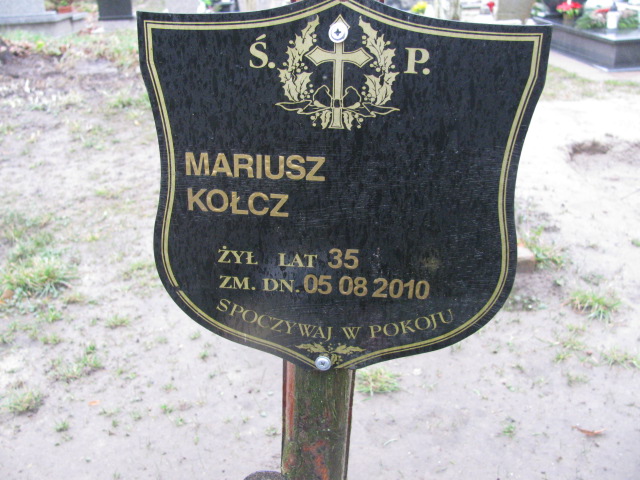 Ś. P.
MARIUSZ
KOŁCZ
ŻYŁ LAT 35
ZM. DN. 05 08 2010
SPOCZYWAJ W POKOJU